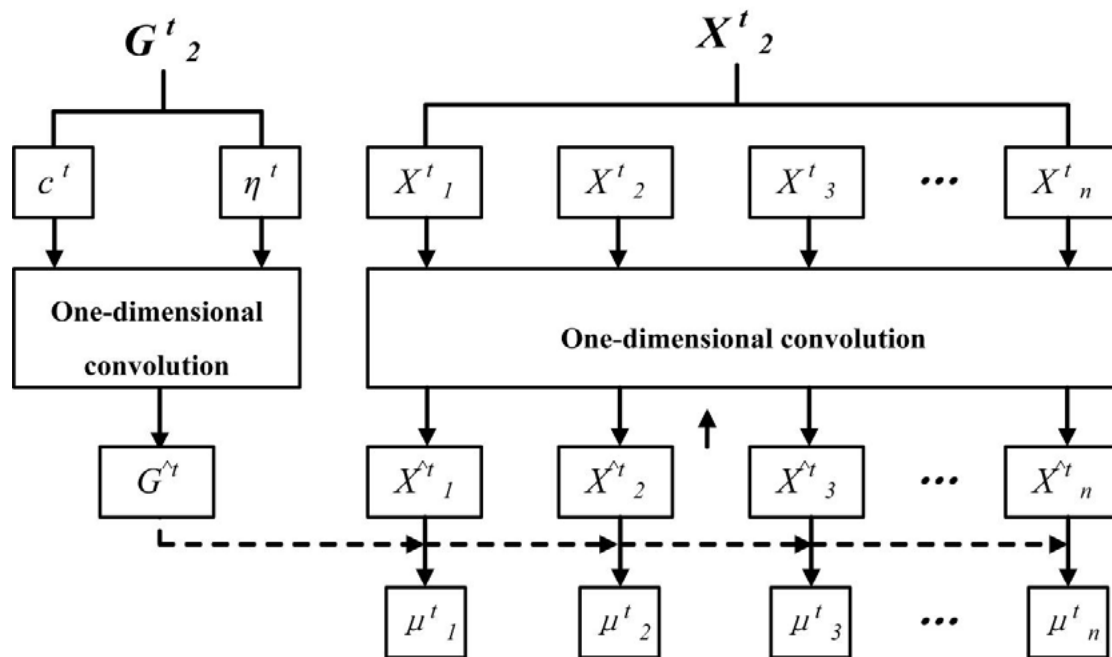 G^t_2 X^t_2
c^t η^t X^t_1 X^t_2 X^t_3 ••• X^t_n
One-dimensional
convolution
One-dimensional convolution
G^^t X^^t_1 X^^t_2 X^^t_3 ••• X^^t_n
μ^t_1 μ^t_2 μ^t_3 ••• μ^t_n